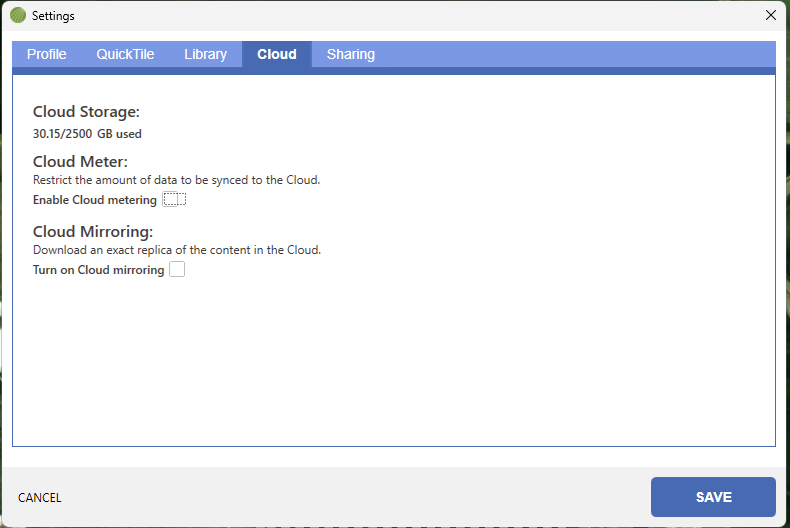 Settings
Profile QuickTile Library Cloud Sharing
Cloud Storage:
30.15/2500 GB used
Cloud Meter:
Restrict the amount of data to be synced to the Cloud.
Enable Cloud metering
Cloud Mirroring:
Download an exact replica of the content in the Cloud.
Turn on Cloud mirroring
CANCEL SAVE